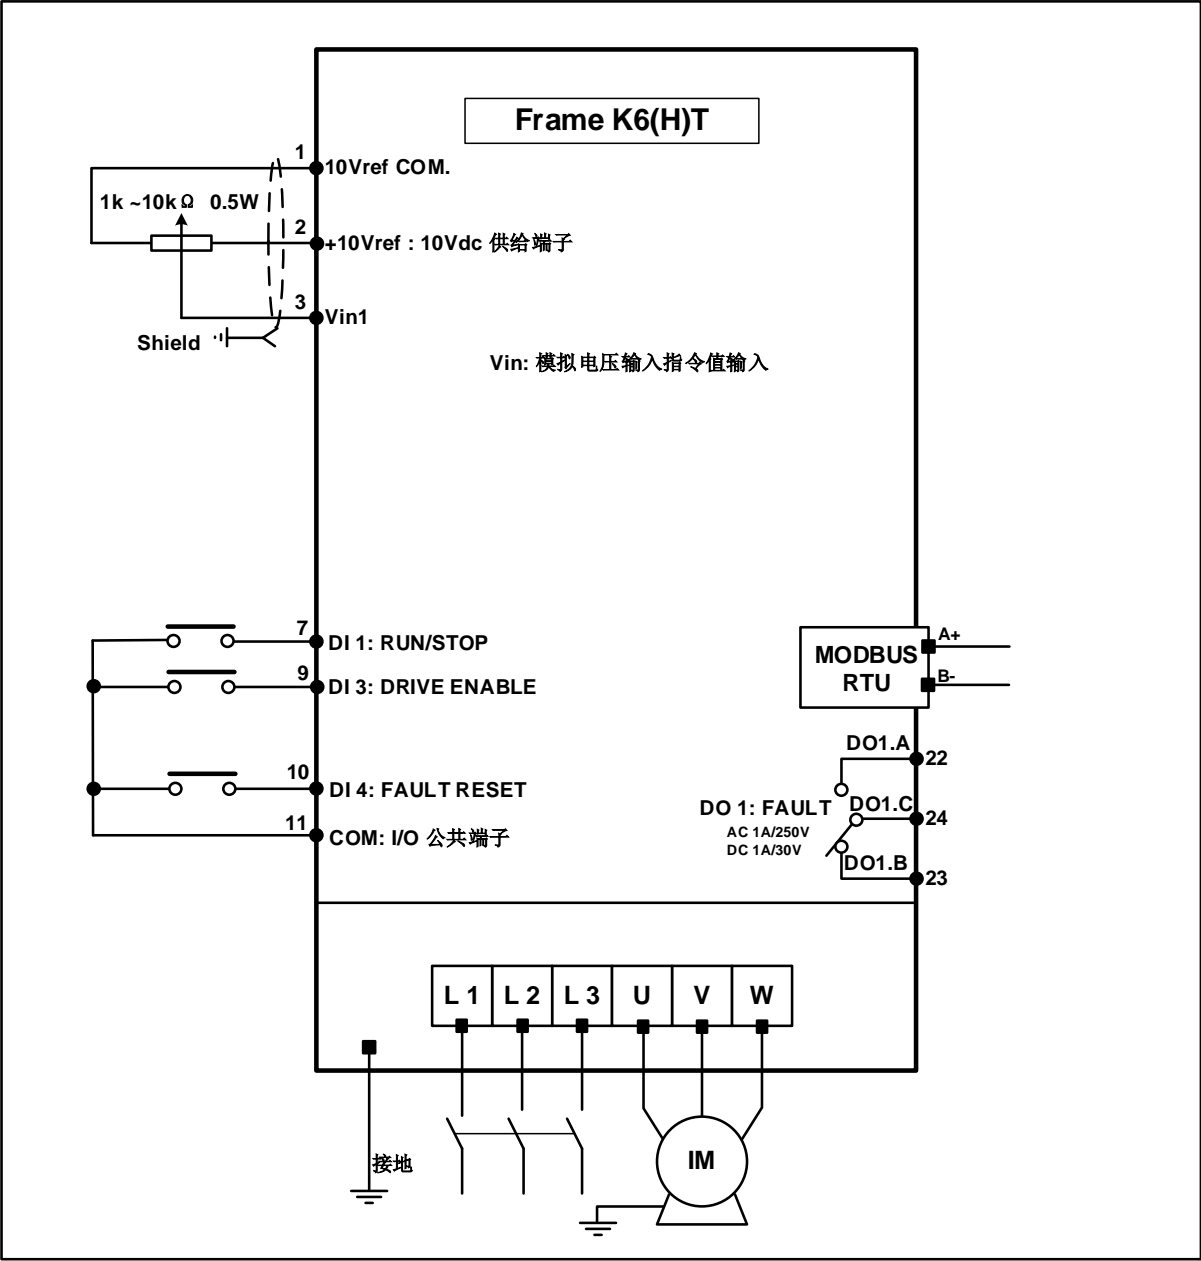 Frame K6(H)T
1
10Vref COM.
1k ~10k Ω 0.5W
2
+10Vref : 10Vdc 供给端子
3
Vin1
Shield
Vin: 模拟电压输入指令值输入
7
DI 1: RUN/STOP
9
DI 3: DRIVE ENABLE
10
DI 4: FAULT RESET
11
COM: I/O 公共端子
MODBUS
RTU
A+
B-
DO1.A
22
DO 1: FAULT
AC 1A/250V
DC 1A/30V
DO1.C
24
DO1.B
23
L 1 L 2 L 3 U V W
接地
IM